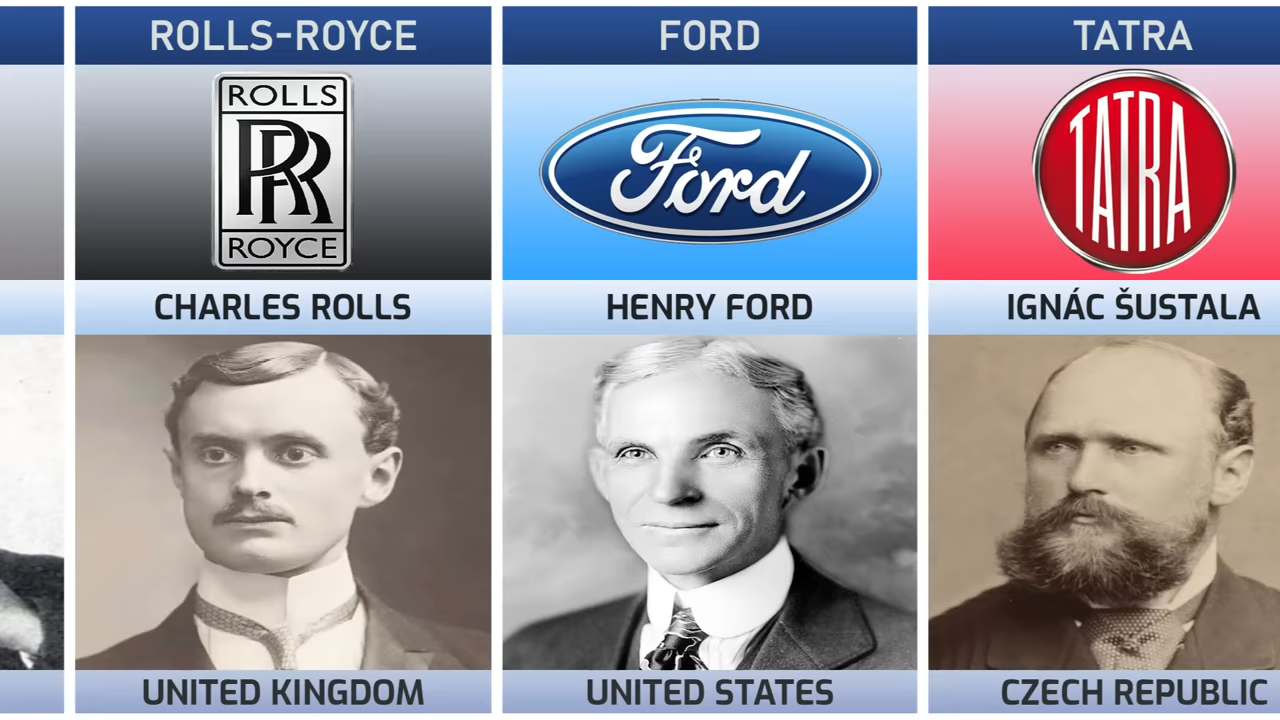 ROLLS-ROYCE
ROLLS
RR
ROYCE
CHARLES ROLLS
UNITED KINGDOM
FORD
Ford
HENRY FORD
UNITED STATES
TATRA
TATRA
IGNÁC ŠUSTALA
CZECH REPUBLIC